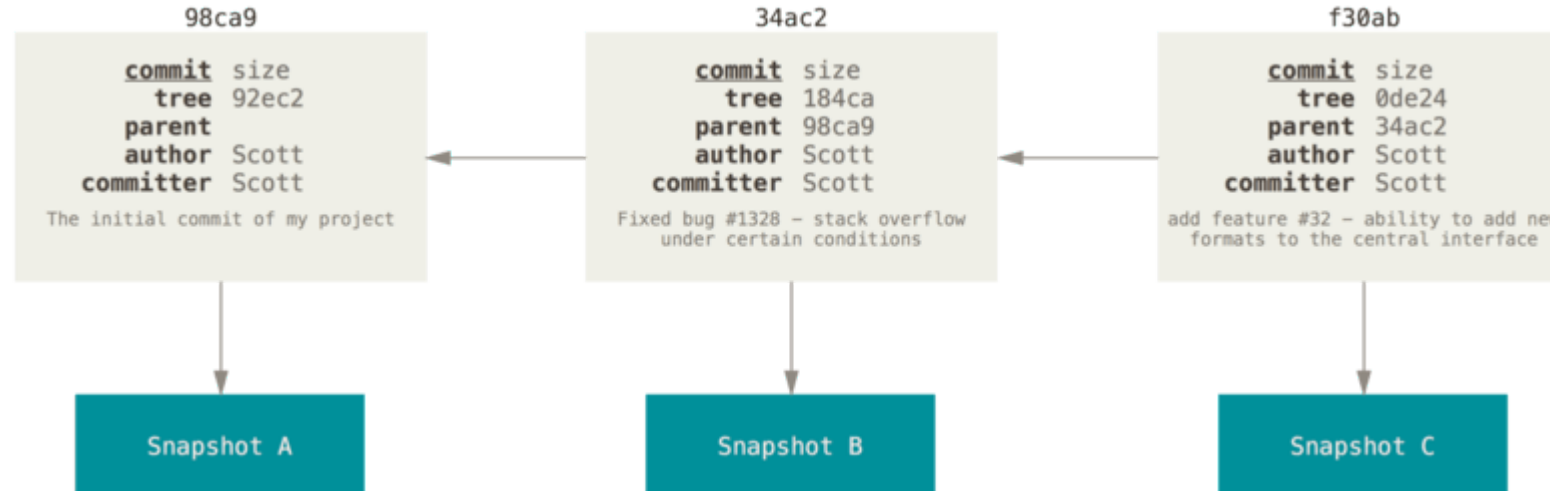 98ca9
commit size
tree 92ec2
parent
author Scott
committer Scott
The initial commit of my project
Snapshot A
34ac2
commit size
tree 184ca
parent 98ca9
author Scott
committer Scott
Fixed bug #1328 – stack overflow
under certain conditions
Snapshot B
f30ab
commit size
tree 0de24
parent 34ac2
author Scott
committer Scott
add feature #32 – ability to add
formats to the central interface
Snapshot C